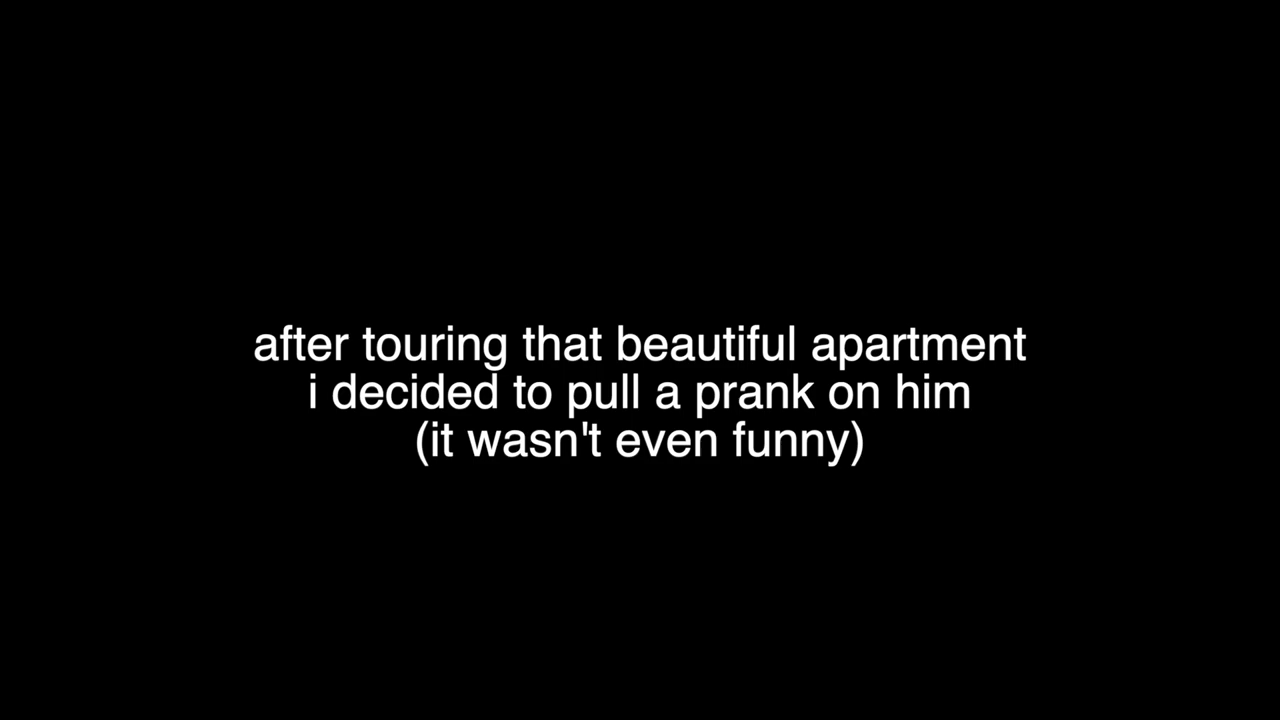 after touring that beautiful apartment
i decided to pull a prank on him
(it wasn't even funny)